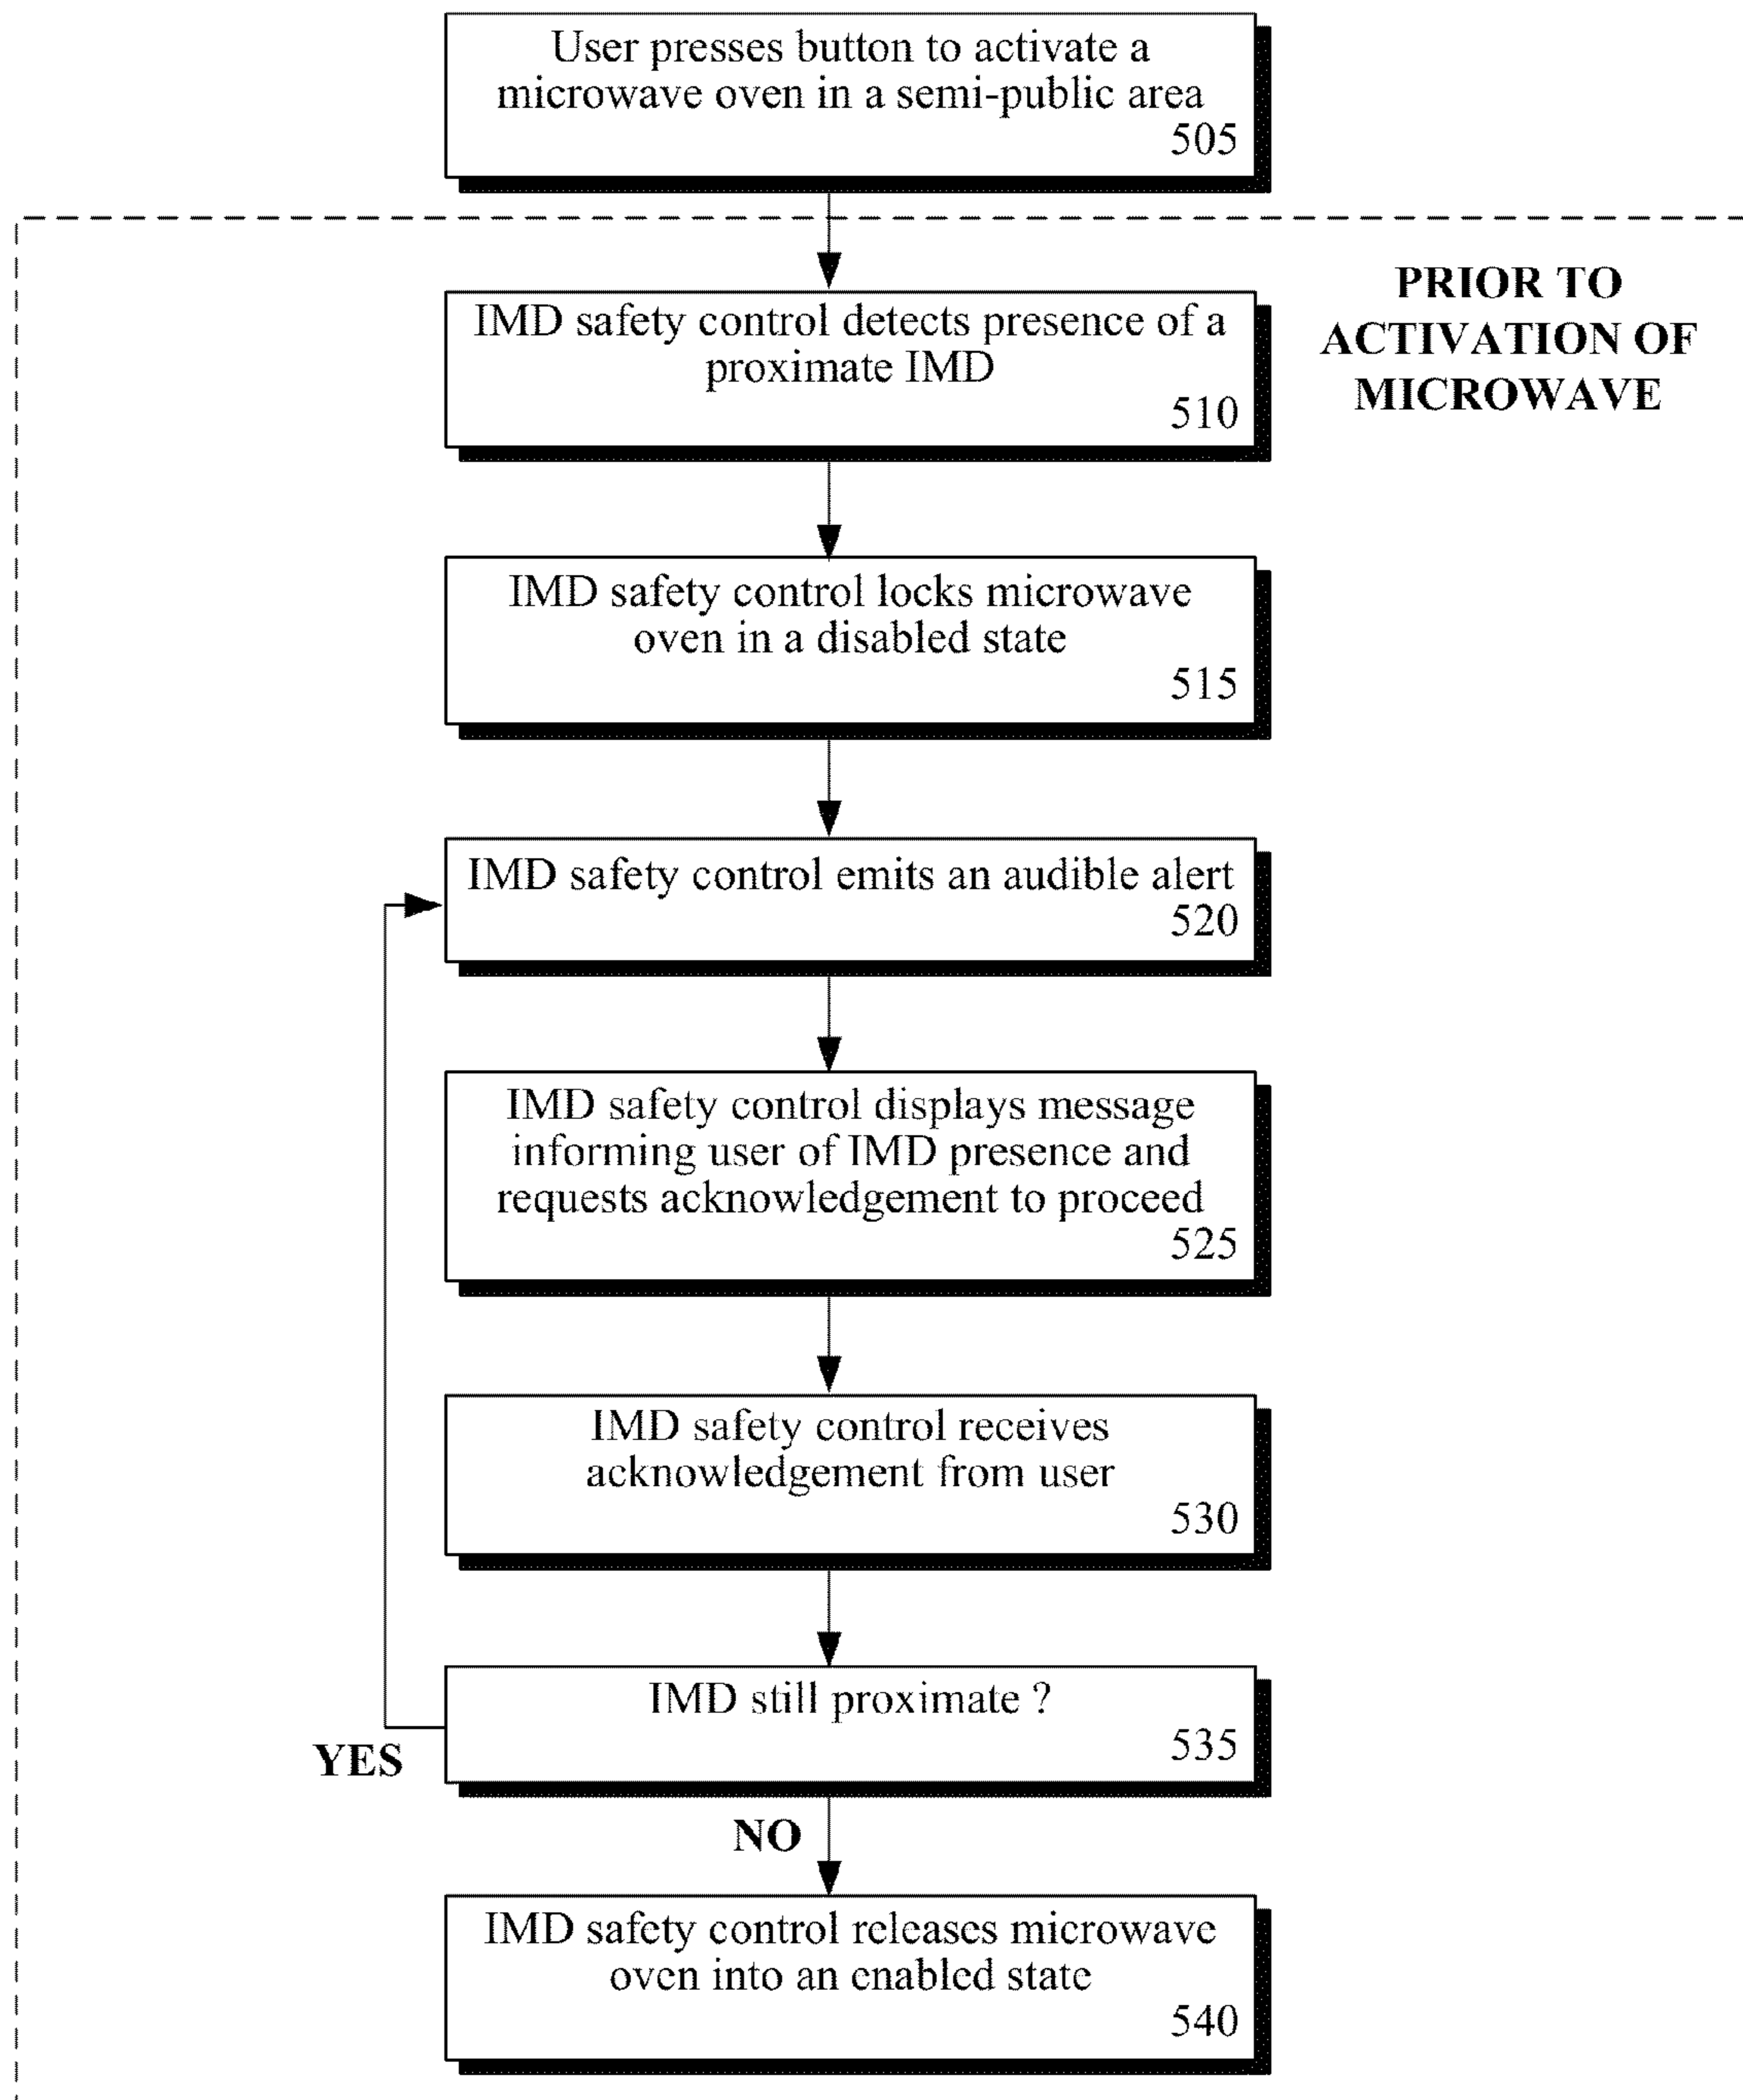 User presses button to activate a
microwave oven in a semi-public area
505
PRIOR TO
ACTIVATION OF
MICROWAVE
IMD safety control detects presence of a
proximate IMD
510
IMD safety control locks microwave
oven in a disabled state
515
IMD safety control emits an audible alert
520
IMD safety control displays message
informing user of IMD presence and
requests acknowledgement to proceed
525
IMD safety control receives
acknowledgement from user
530
IMD still proximate ?
535
YES
NO
IMD safety control releases microwave
oven into an enabled state
540